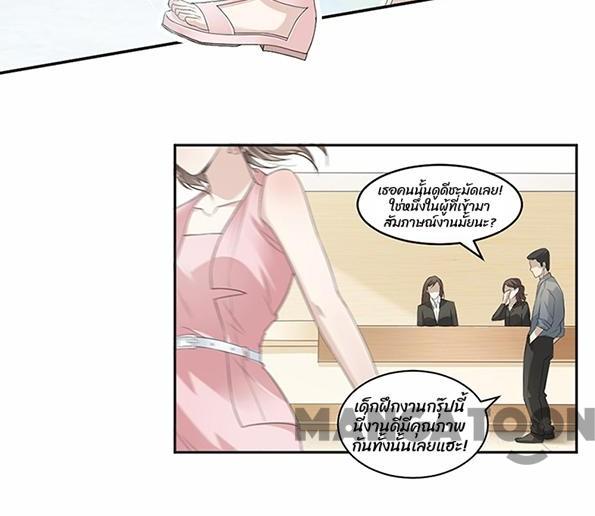 เธอคนนั้นดูดีชะมัดเลย!
ใช่หนึ่งในผู้ที่เข้ามา
สัมภาษณ์งานมั้ยนะ?
เด็กฝึกงานกรุ๊ปนี้
นี่งานดีมีคุณภาพ
กันทั้งนั้นเลยแฮะ!
MANGATOON